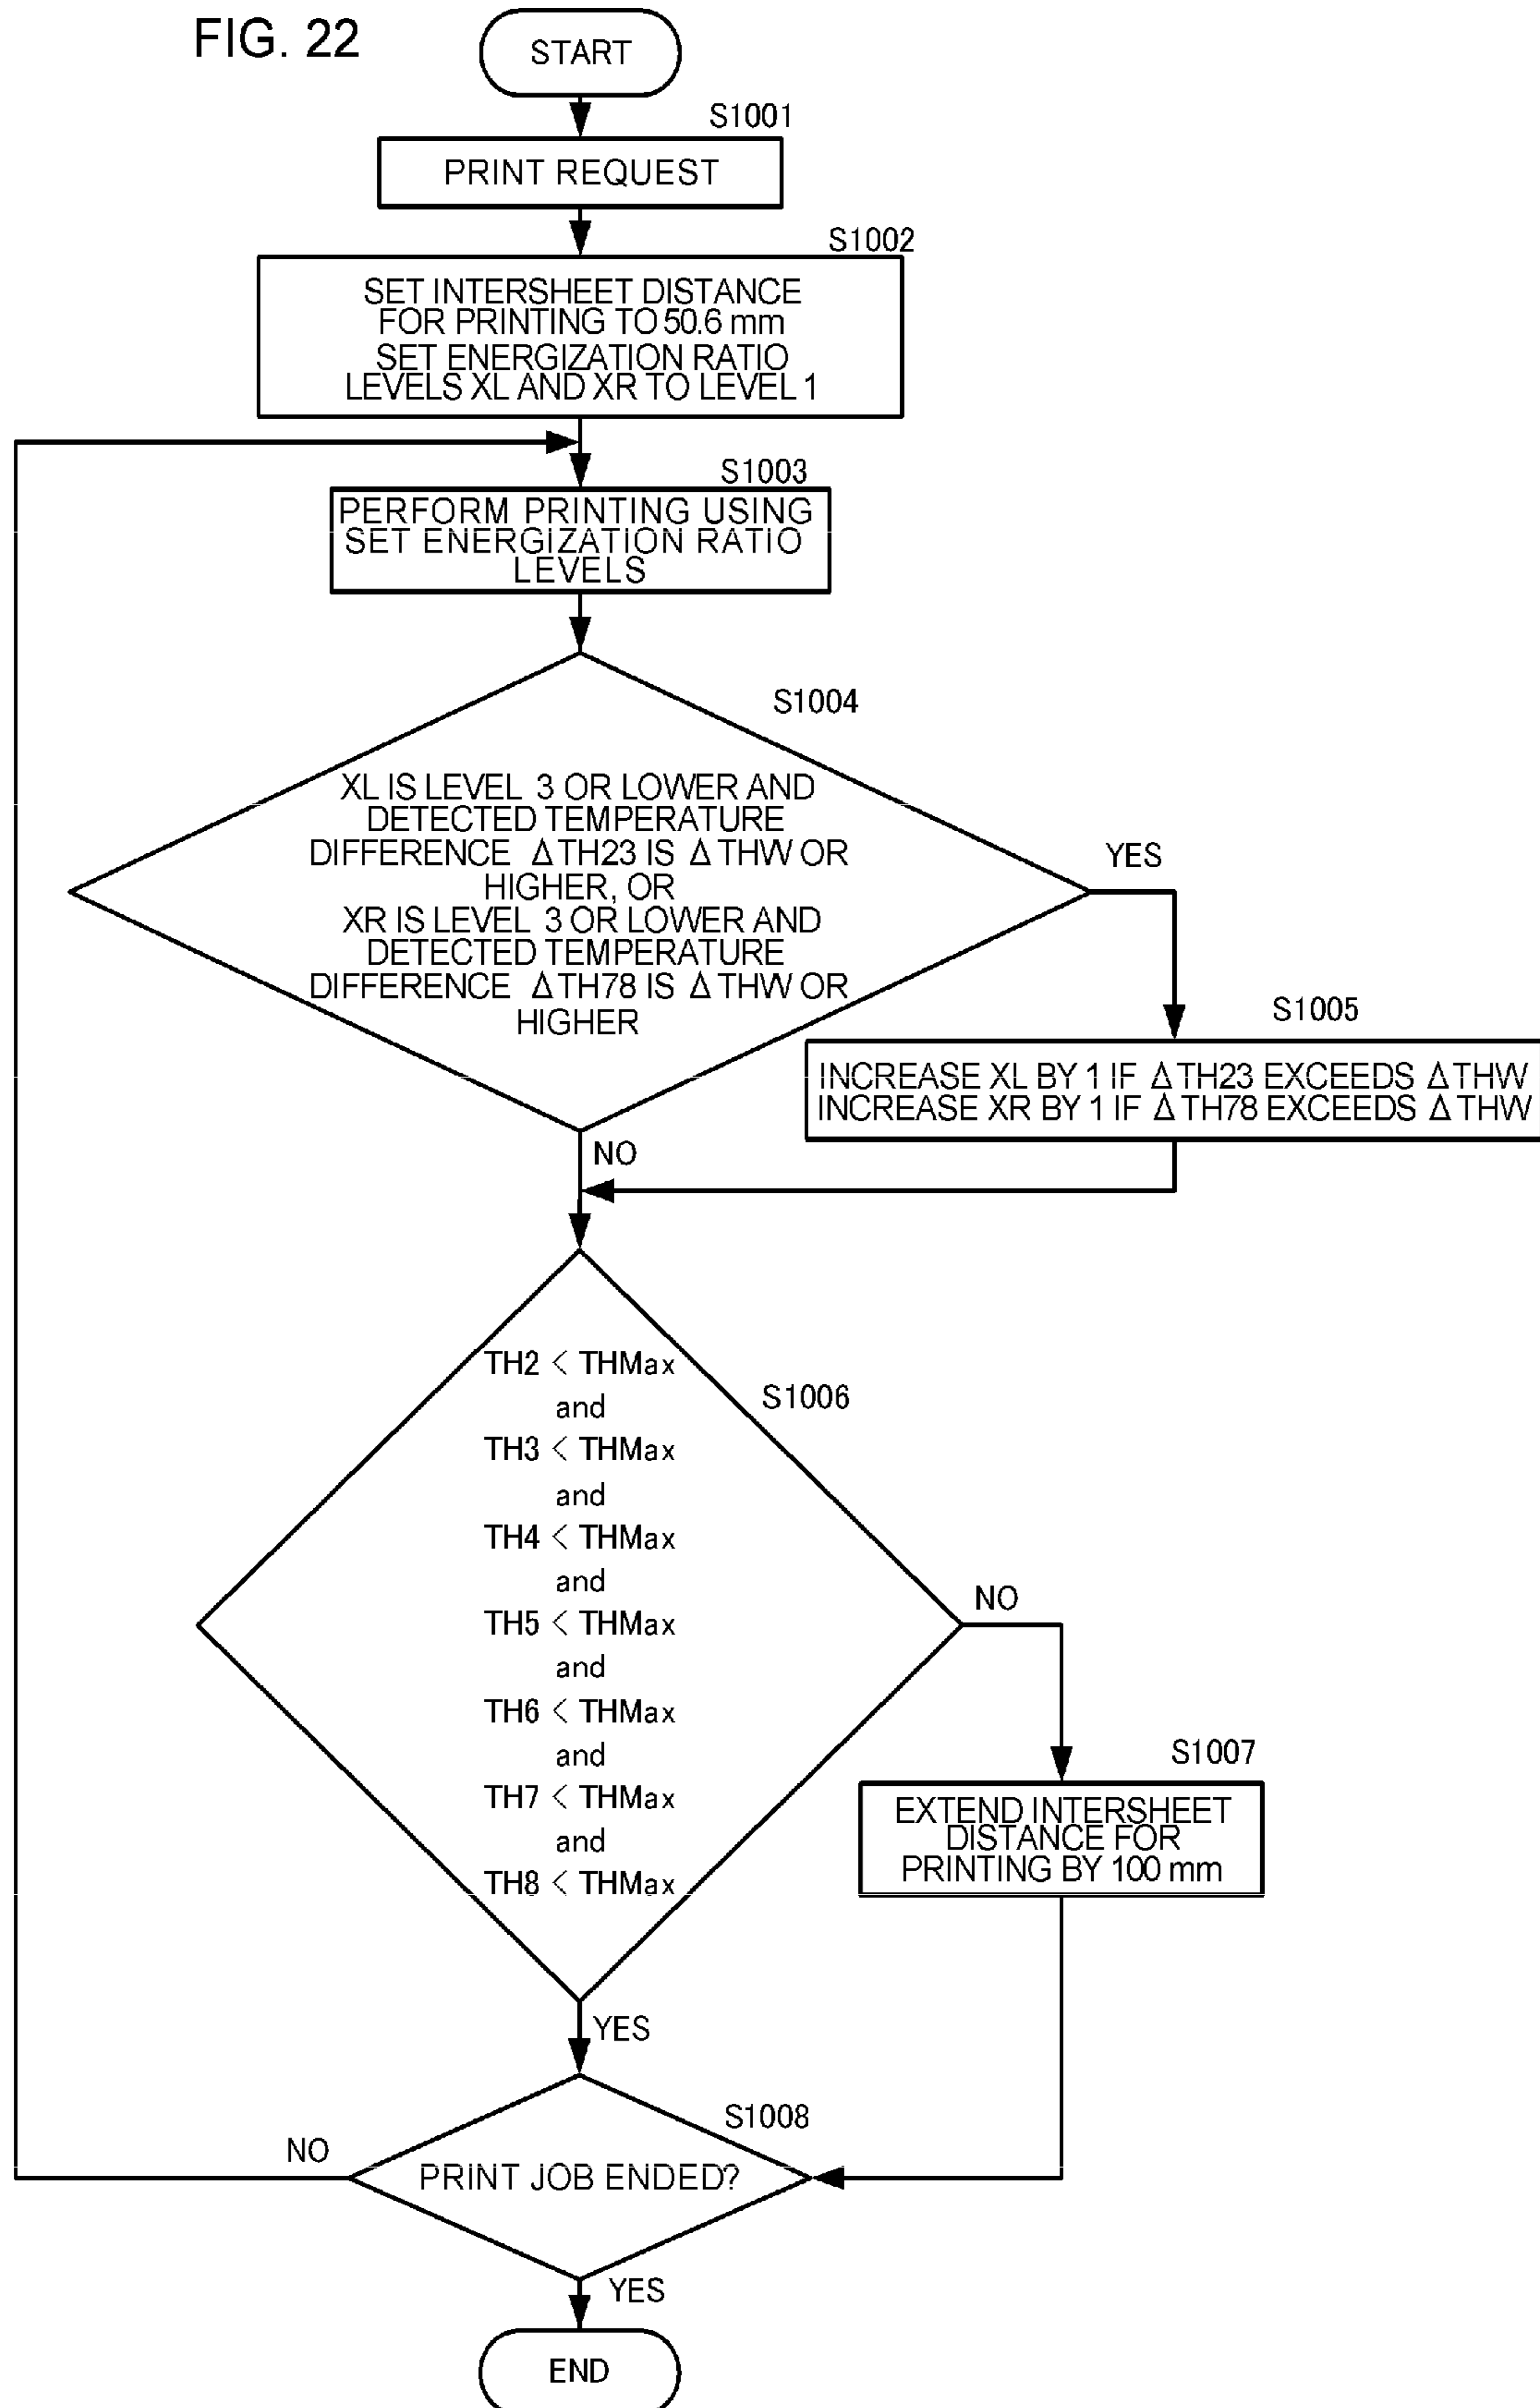 FIG. 22
START
S1001
PRINT REQUEST
S1002
SET INTERSHEET DISTANCE
FOR PRINTING TO 50.6 mm
SET ENERGIZATION RATIO
LEVELS XL AND XR TO LEVEL 1
S1003
PERFORM PRINTING USING
SET ENERGIZATION RATIO
LEVELS
S1004
XL IS LEVEL 3 OR LOWER AND
DETECTED TEMPERATURE
DIFFERENCE ΔTH23 IS ΔTHW OR
HIGHER, OR
XR IS LEVEL 3 OR LOWER AND
DETECTED TEMPERATURE
DIFFERENCE ΔTH78 IS ΔTHW OR
HIGHER
YES
S1005
INCREASE XL BY 1 IF ΔTH23 EXCEEDS ΔTHW
INCREASE XR BY 1 IF ΔTH78 EXCEEDS ΔTHW
NO
S1006
TH2 < THMax
and
TH3 < THMax
and
TH4 < THMax
and
TH5 < THMax
and
TH6 < THMax
and
TH7 < THMax
and
TH8 < THMax
NO
S1007
EXTEND INTERSHEET
DISTANCE FOR
PRINTING BY 100 mm
YES
S1008
NO
PRINT JOB ENDED?
YES
END